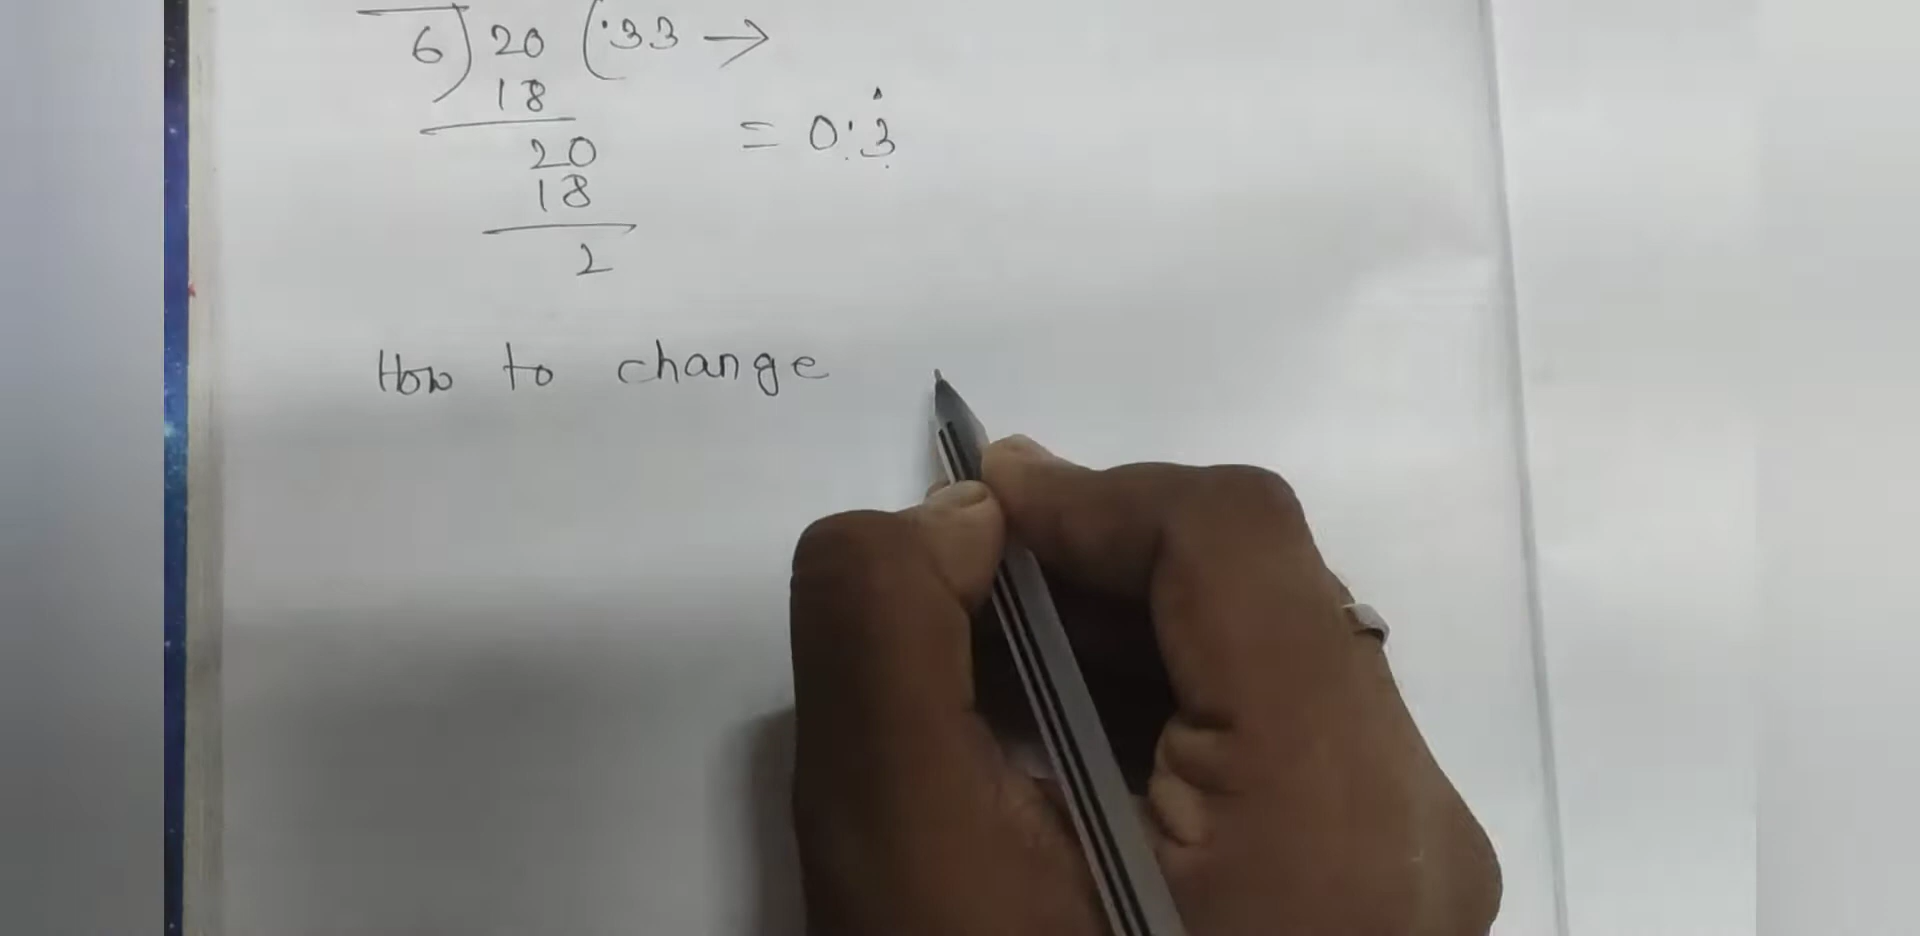 6) 20 (.33 →
18
20 = 0.3̇
18
2
How to change